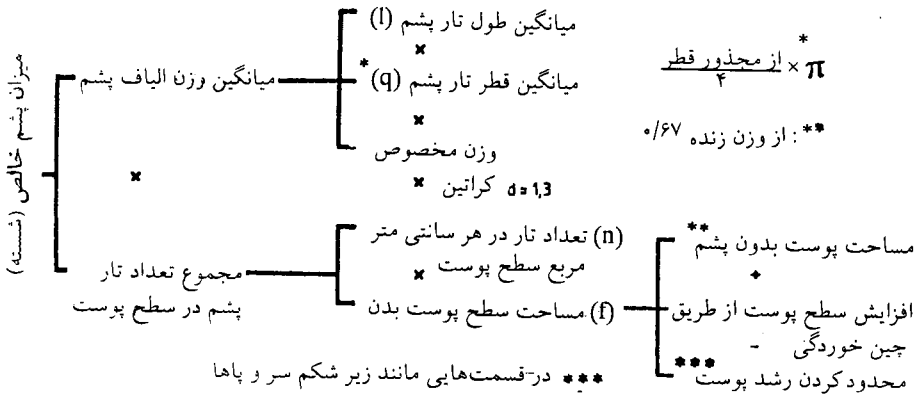 میزان پشم خالص (شسته)
میانگین وزن الیاف پشم
×
مجموع تعداد تار
پشم در سطح پوست
میانگین طول تار پشم (l)
×
میانگین قطر تار پشم (q)*
×
وزن مخصوص
× کراتین d = 1,3
(n) تعداد تار در هر سانتی متر
× مربع سطح پوست
(f) مساحت سطح پوست بدن
مساحت پوست بدون پشم**
+
افزایش سطح پوست از طریق
چین خوردگی -
محدودکردن رشد پوست***
*
π × از مجذور قطر
۴
**: از وزن زنده ۰/۶۷
*** در قسمت‌هایی مانند زیر شکم سر و پاها